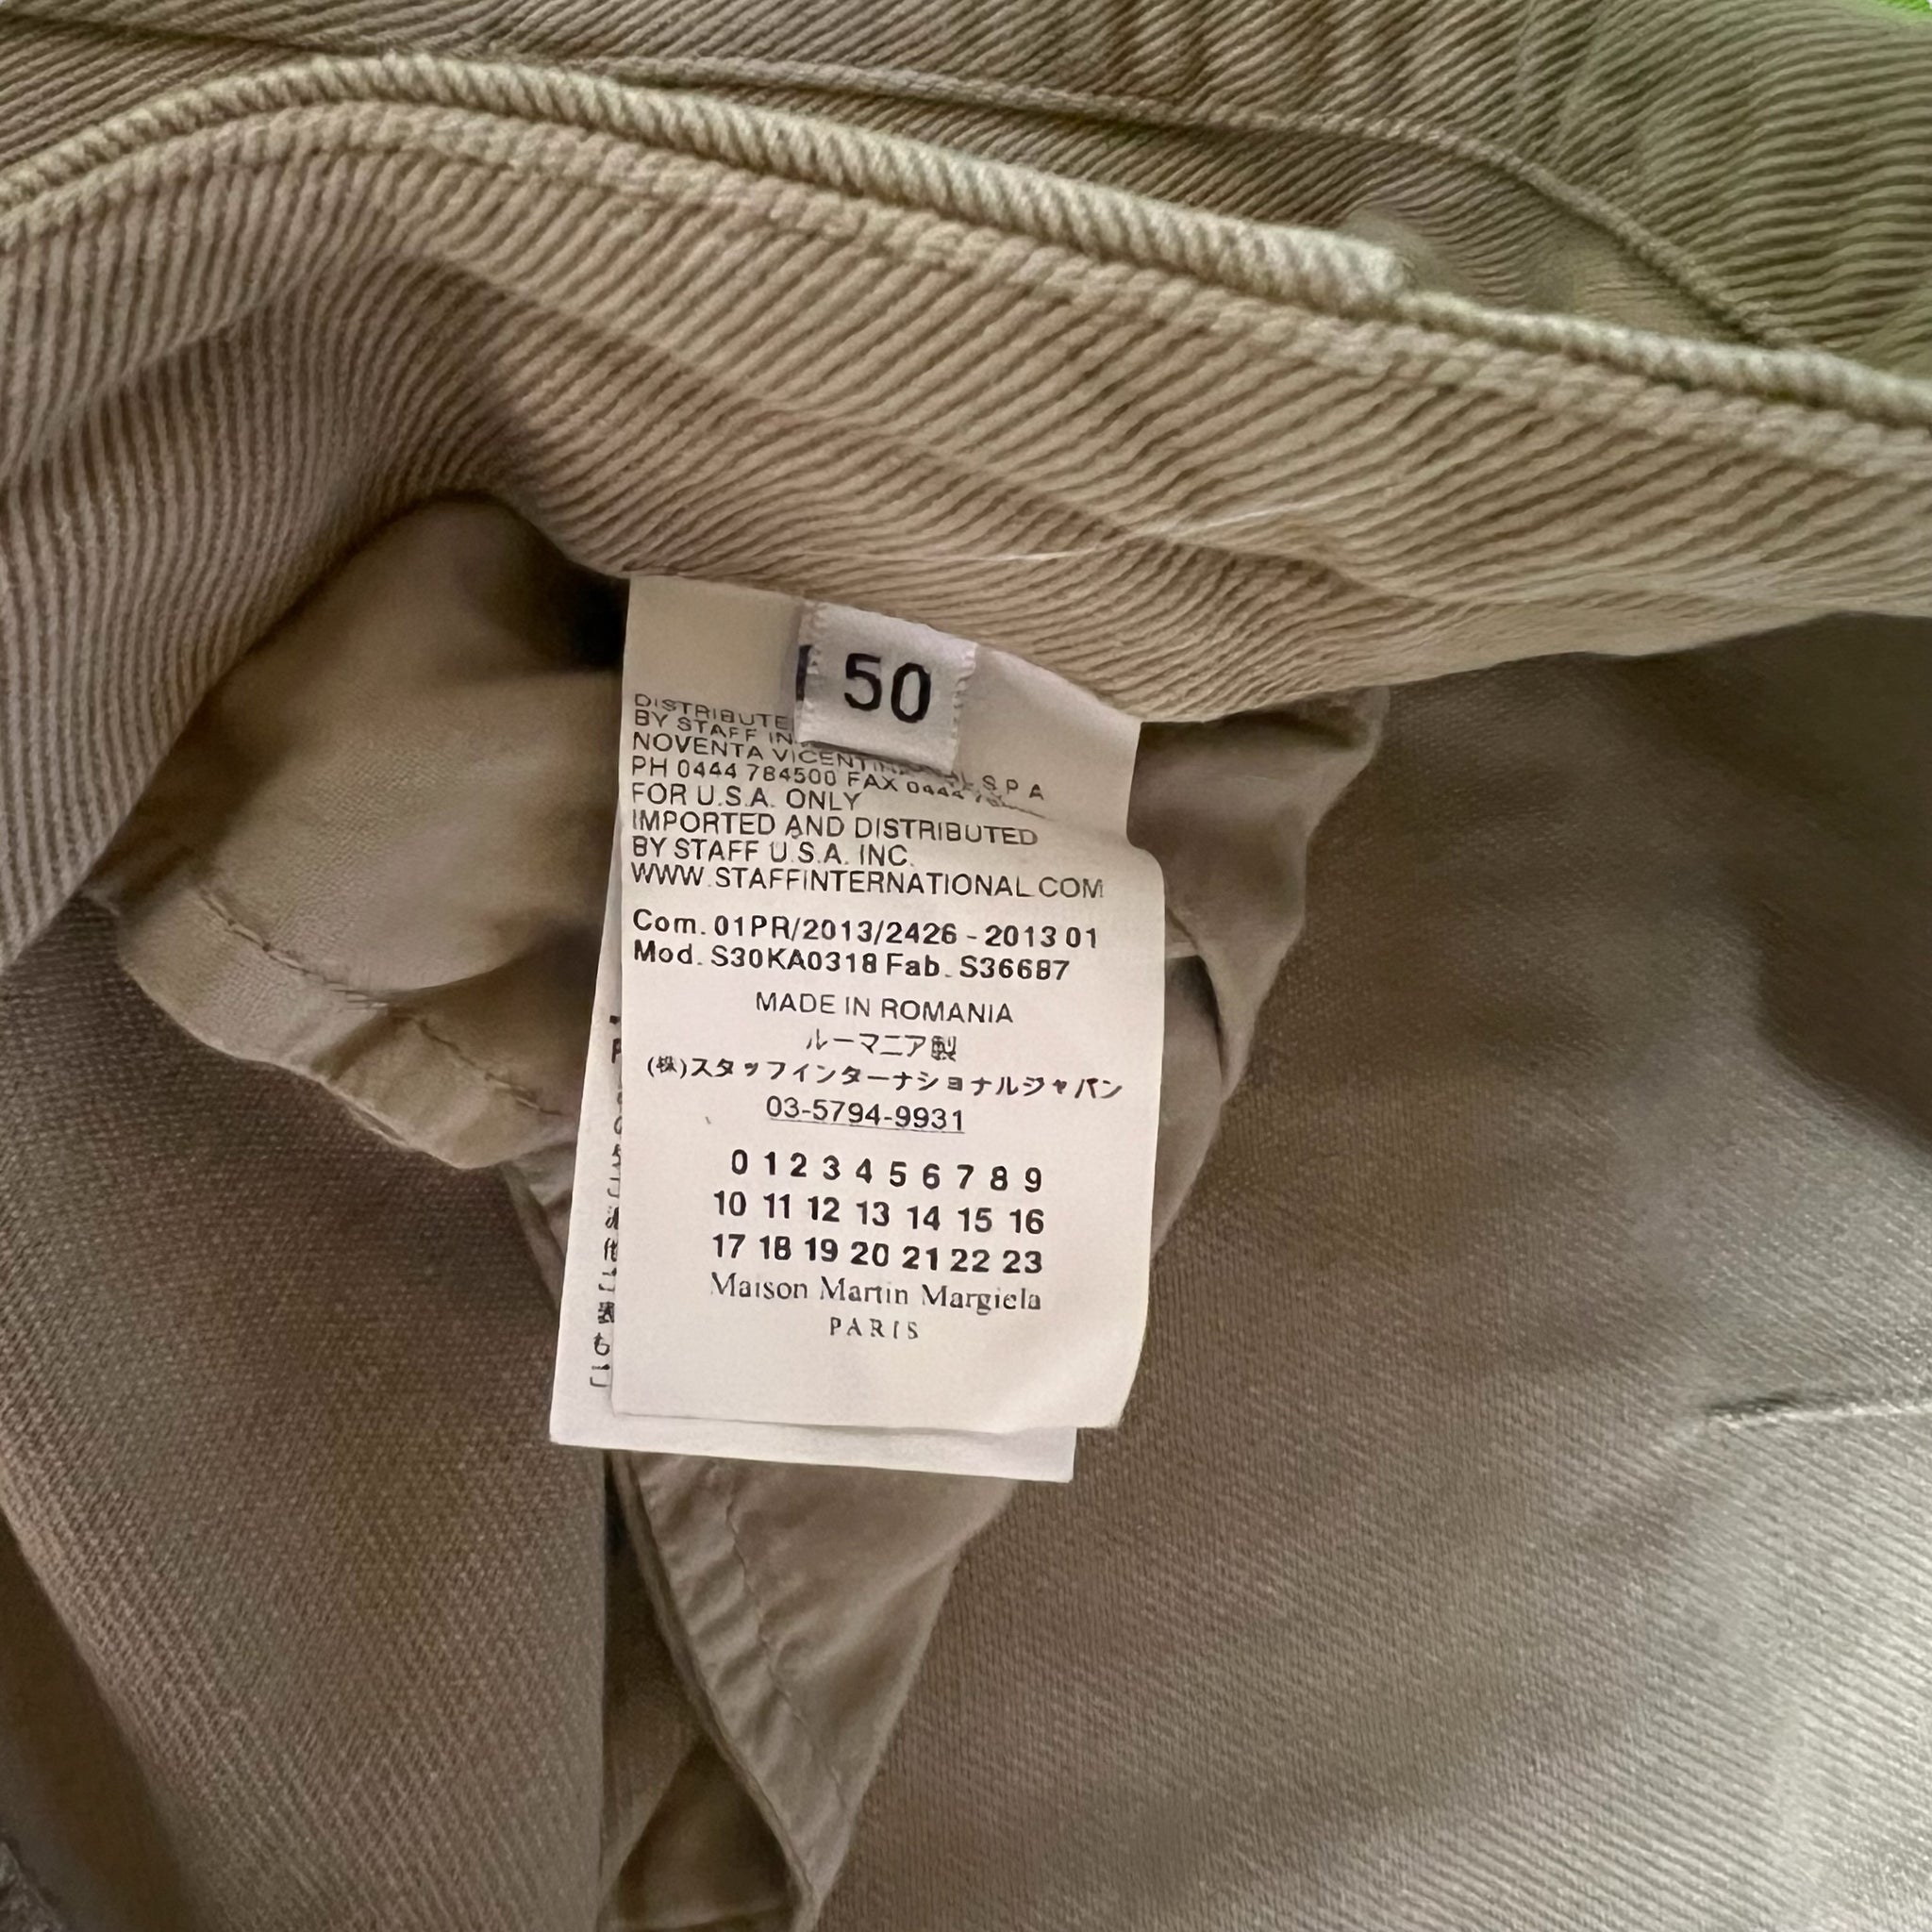 50
DISTRIBUTE
BY STAFF IN
NOVENTA VICENTINA S P A
PH 0444 784500 FAX 0444
FOR U.S.A. ONLY
IMPORTED AND DISTRIBUTED
BY STAFF U.S.A. INC.
WWW.STAFFINTERNATIONAL.COM
Com. 01PR/2013/2426 - 2013 01
Mod. S30KA0318 Fab. S36687
MADE IN ROMANIA
ルーマニア製
(株)スタッフインターナショナルジャパン
03-5794-9931
0 1 2 3 4 5 6 7 8 9
10 11 12 13 14 15 16
17 18 19 20 21 22 23
Maison Martin Margiela
PARIS